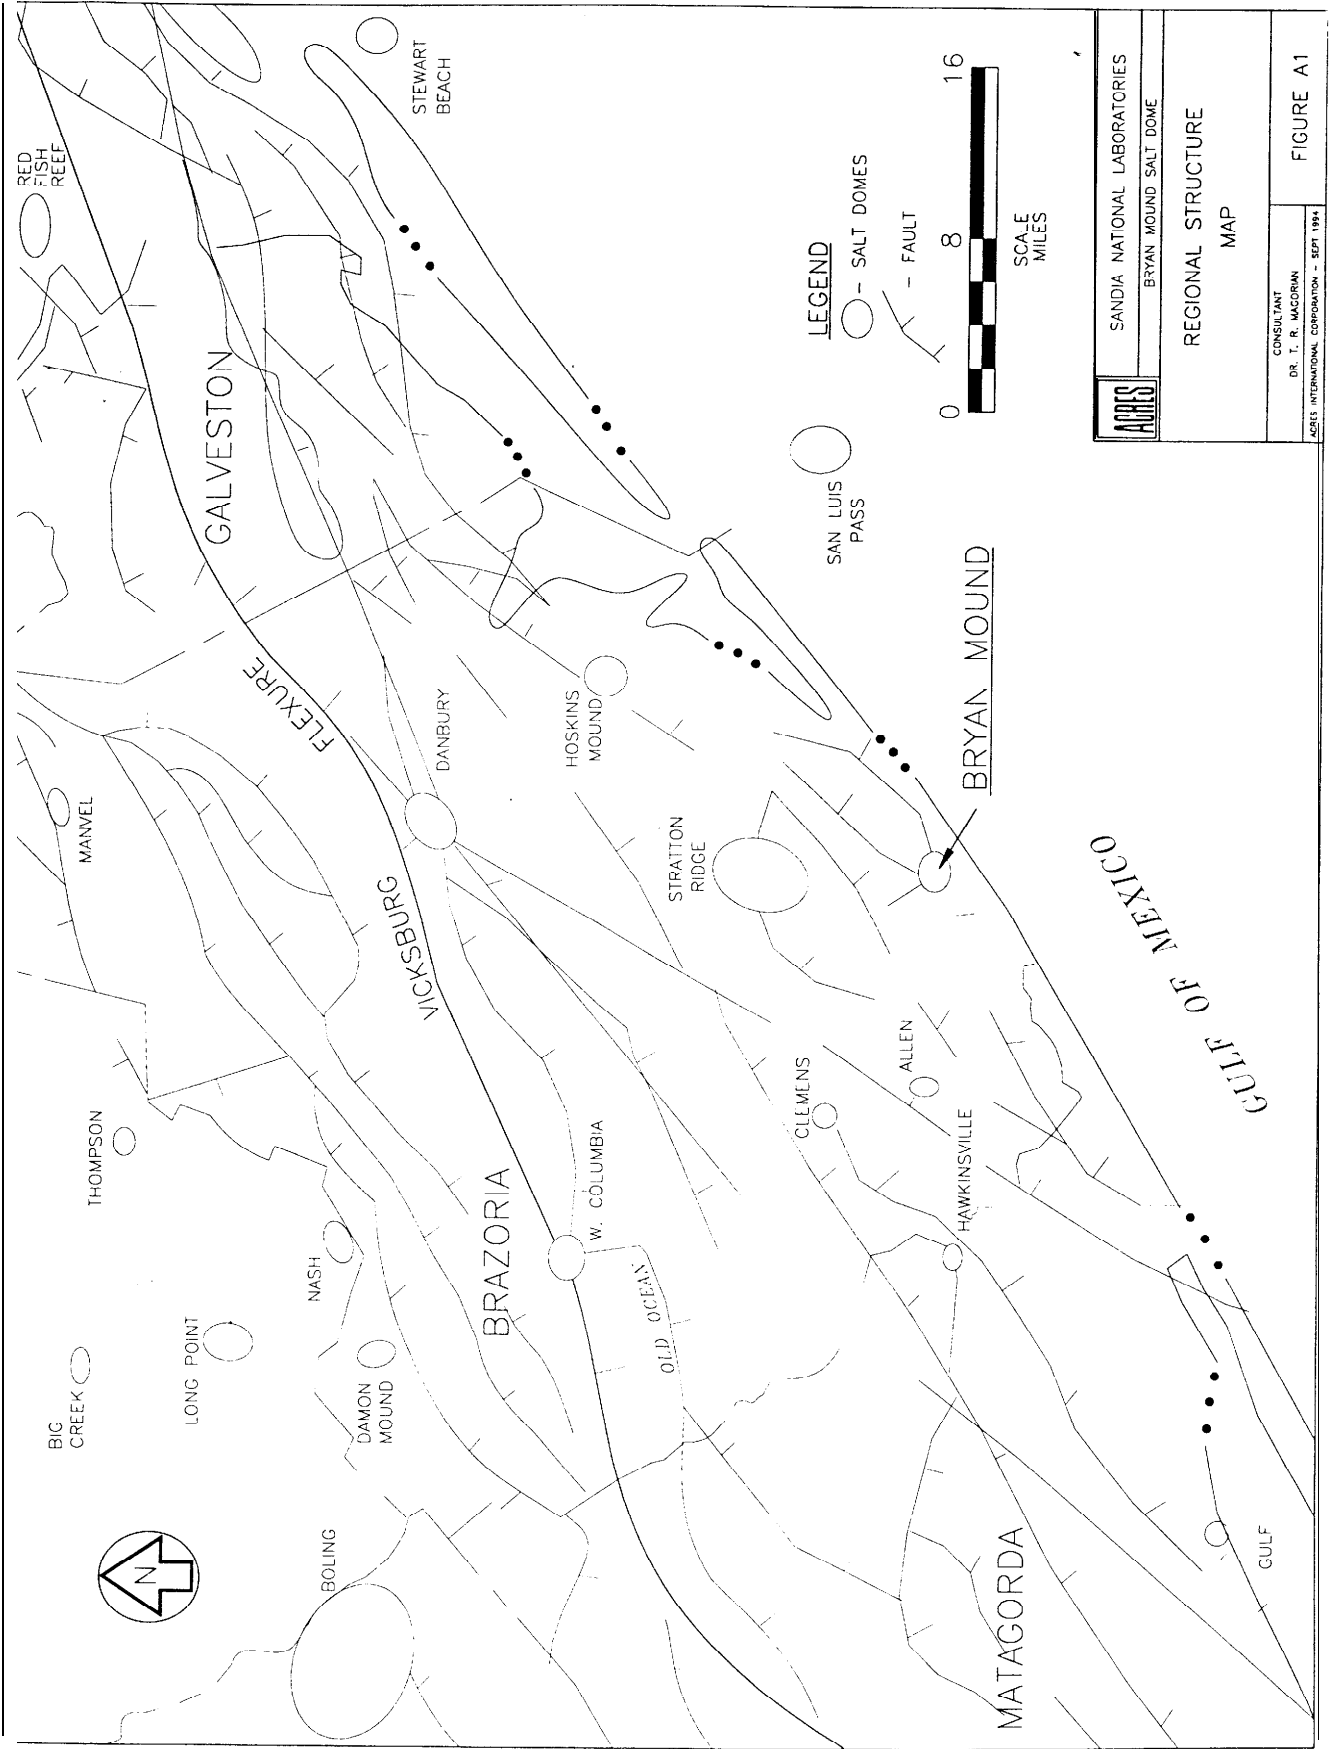 RED
FISH
REEF
STEWART
BEACH
GALVESTON
MANVEL
FLEXURE
DANBURY
HOSKINS
MOUND
SAN LUIS
PASS
BRYAN MOUND
STRATTON
RIDGE
VICKSBURG
THOMPSON
NASH
BRAZORIA
W. COLUMBIA
OLD OCEAN
CLEMENS
ALLEN
HAWKINSVILLE
BIG
CREEK
LONG POINT
DAMON
MOUND
BOLING
N
MATAGORDA
GULF
GULF OF MEXICO
LEGEND
- SALT DOMES
- FAULT
0 8 16
SCALE
MILES
ACRES
SANDIA NATIONAL LABORATORIES
BRYAN MOUND SALT DOME
REGIONAL STRUCTURE
MAP
CONSULTANT
DR. T. R. MAGORIAN
ACRES INTERNATIONAL CORPORATION - SEPT 1994
FIGURE A1